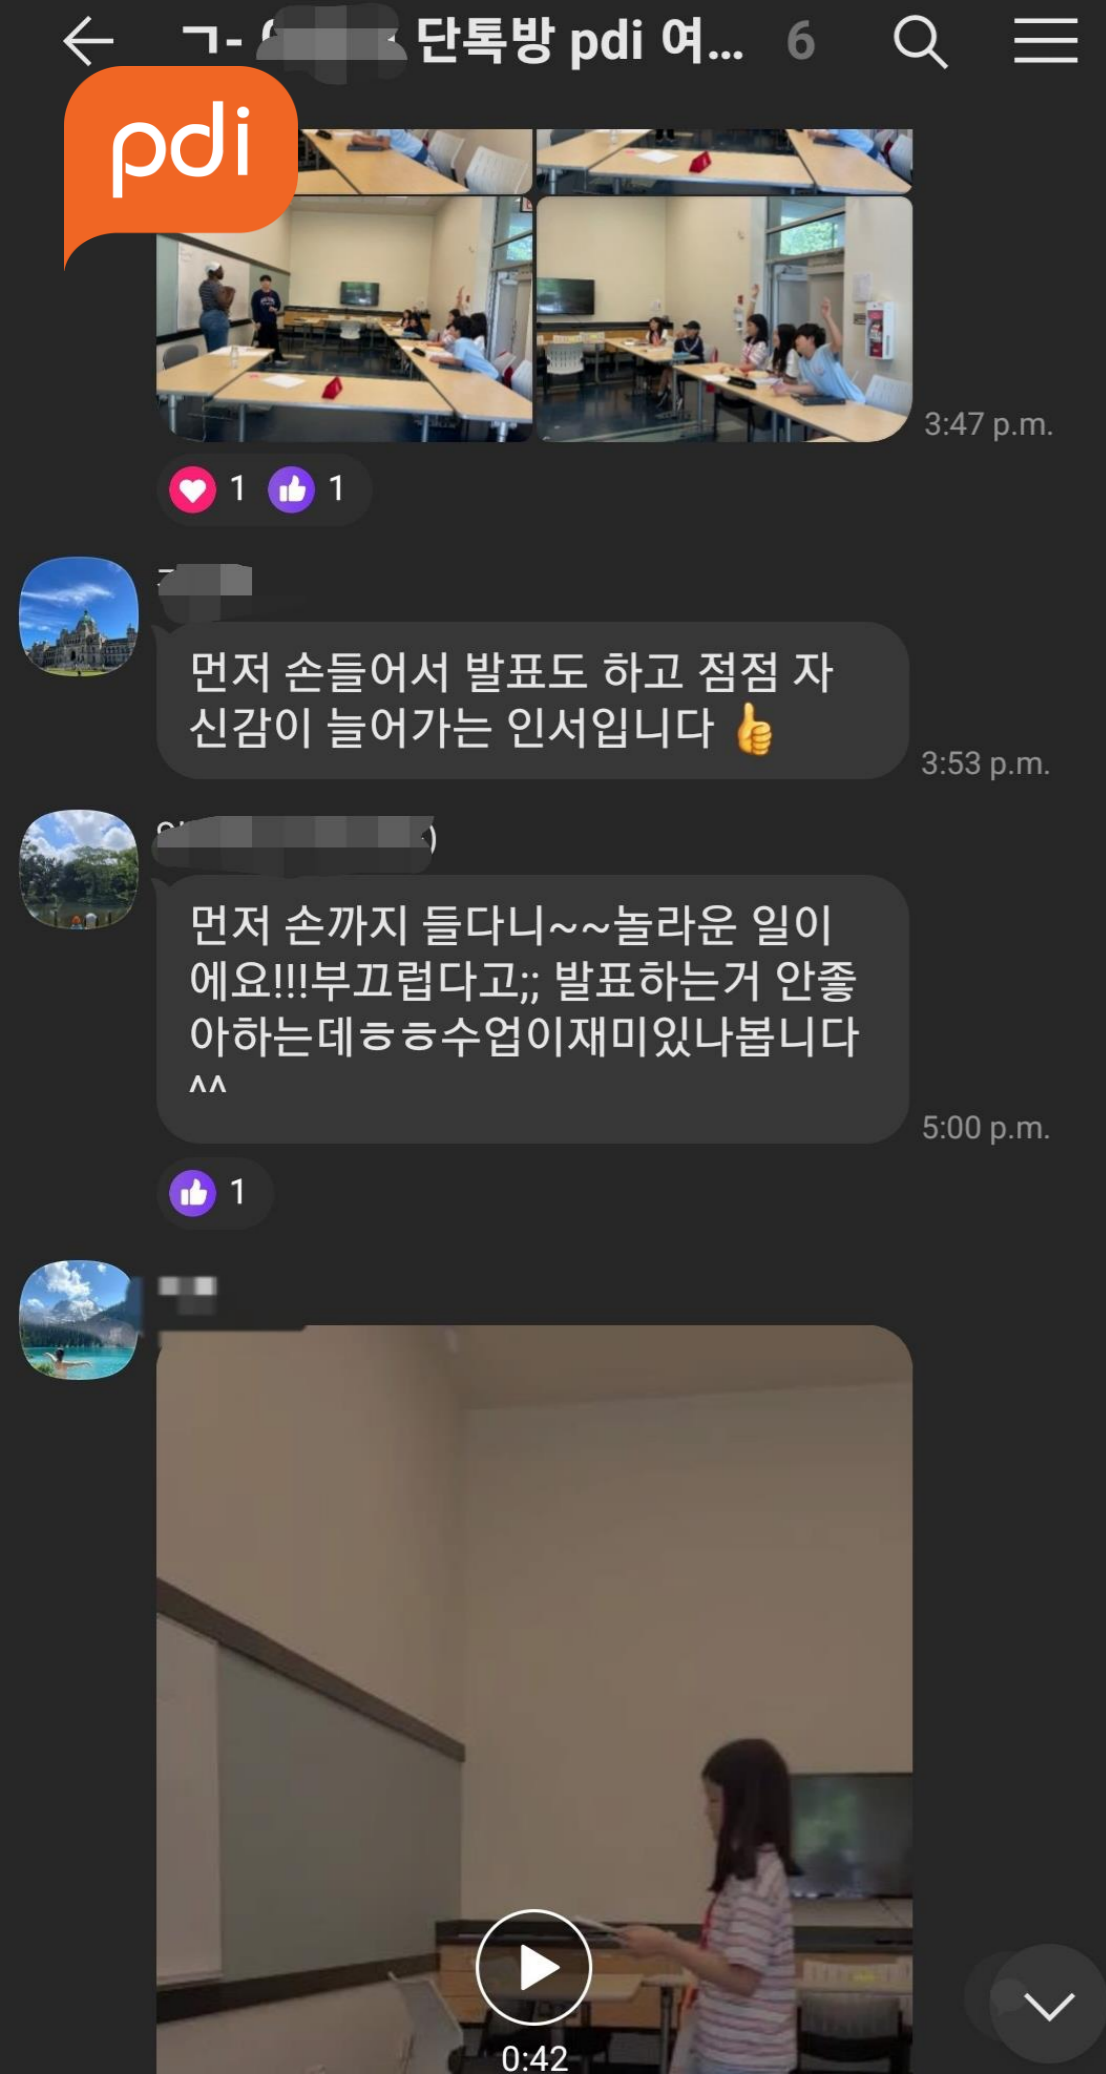 ㄱ- 단톡방 pdi 여... 6
pdi
3:47 p.m.
1 1
먼저 손들어서 발표도 하고 점점 자
신감이 늘어가는 인서입니다 👍
3:53 p.m.
먼저 손까지 들다니~~놀라운 일이
에요!!!부끄럽다고;; 발표하는거 안좋
아하는데ㅎㅎ수업이재미있나봅니다
^^
5:00 p.m.
1
0:42